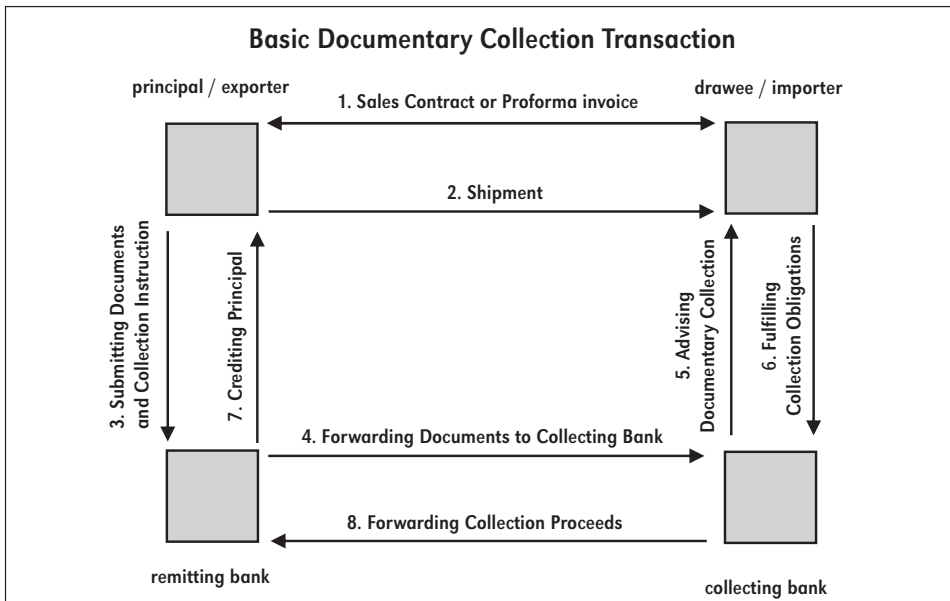 Basic Documentary Collection Transaction
principal / exporter
drawee / importer
1. Sales Contract or Proforma invoice
2. Shipment
3. Submitting Documents
and Collection Instruction
7. Crediting Principal
5. Advising
Documentary Collection
6. Fulfilling
Collection Obligations
4. Forwarding Documents to Collecting Bank
8. Forwarding Collection Proceeds
remitting bank
collecting bank